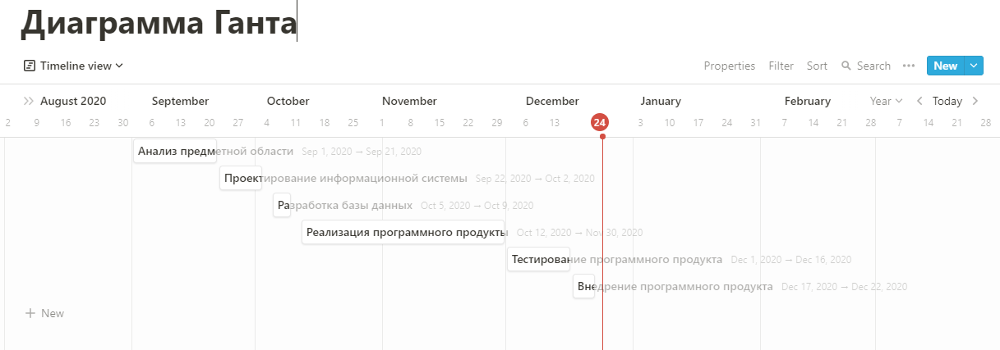 Диаграмма Ганта
Timeline view Properties Filter Sort Search New
August 2020 September October November December January February Year Today
2 9 16 23 30 6 13 20 27 4 11 18 25 1 8 15 22 29 6 13 24 3 10 17 24 31 7 14 21 28 7 14 21 28
Анализ предметной области Sep 1, 2020 → Sep 21, 2020
Проектирование информационной системы Sep 22, 2020 → Oct 2, 2020
Разработка базы данных Oct 5, 2020 → Oct 9, 2020
Реализация программного продукты Oct 12, 2020 → Nov 30, 2020
Тестирование программного продукта Dec 1, 2020 → Dec 16, 2020
Внедрение программного продукта Dec 17, 2020 → Dec 22, 2020
+ New